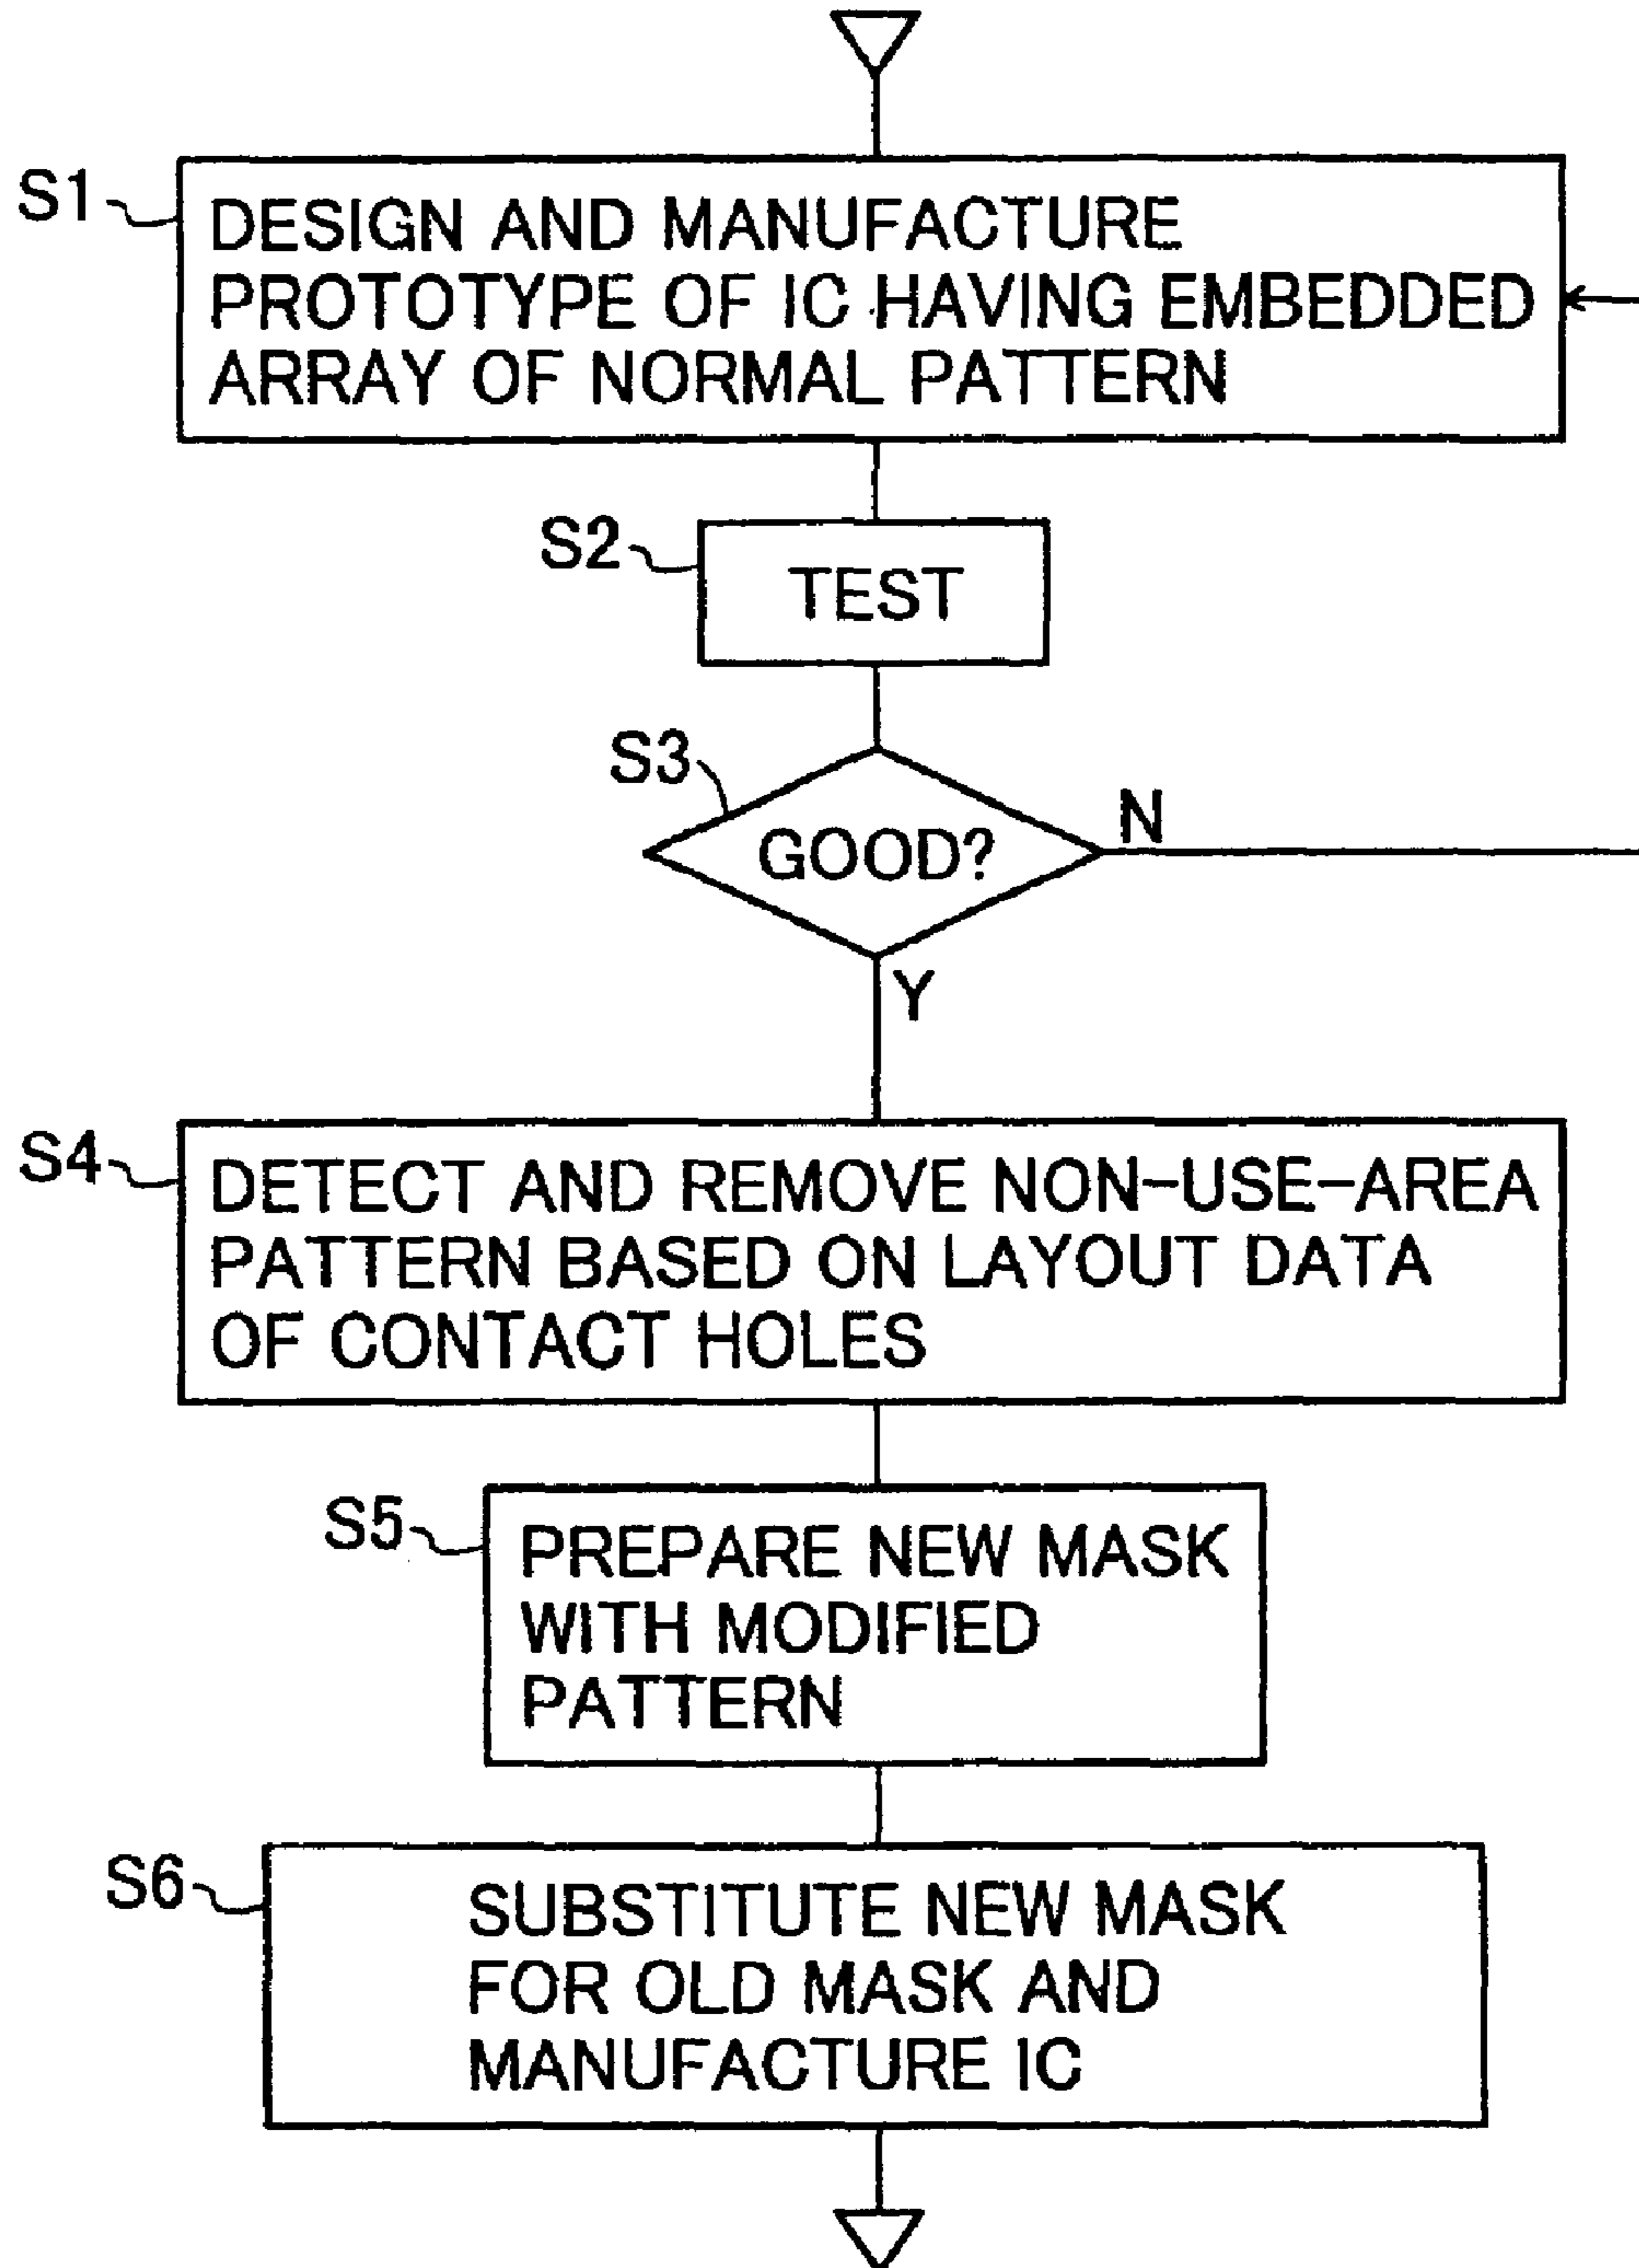 S1
DESIGN AND MANUFACTURE
PROTOTYPE OF IC HAVING EMBEDDED
ARRAY OF NORMAL PATTERN
S2
TEST
S3
GOOD?
N
Y
S4
DETECT AND REMOVE NON-USE-AREA
PATTERN BASED ON LAYOUT DATA
OF CONTACT HOLES
S5
PREPARE NEW MASK
WITH MODIFIED
PATTERN
S6
SUBSTITUTE NEW MASK
FOR OLD MASK AND
MANUFACTURE IC